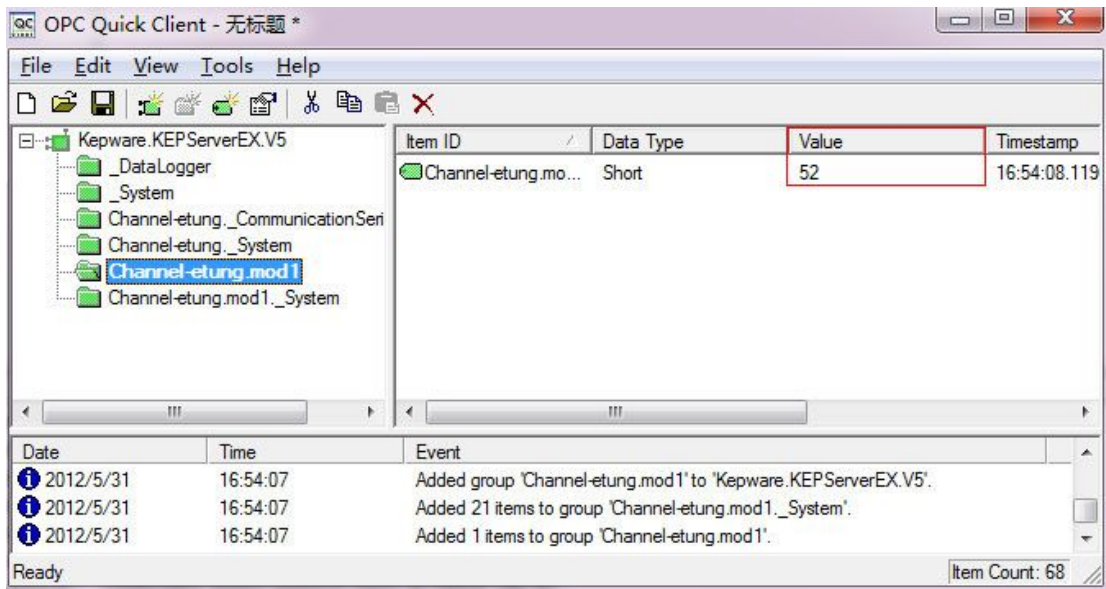 OPC Quick Client - 无标题 *
File Edit View Tools Help
Kepware.KEPServerEX.V5
_DataLogger
_System
Channel-etung._CommunicationSeri
Channel-etung._System
Channel-etung.mod1
Channel-etung.mod1._System
Item ID Data Type Value Timestamp
Channel-etung.mo... Short 52 16:54:08.119
Date Time Event
2012/5/31 16:54:07 Added group 'Channel-etung.mod1' to 'Kepware.KEPServerEX.V5'.
2012/5/31 16:54:07 Added 21 items to group 'Channel-etung.mod1._System'.
2012/5/31 16:54:07 Added 1 items to group 'Channel-etung.mod1'.
Ready Item Count: 68